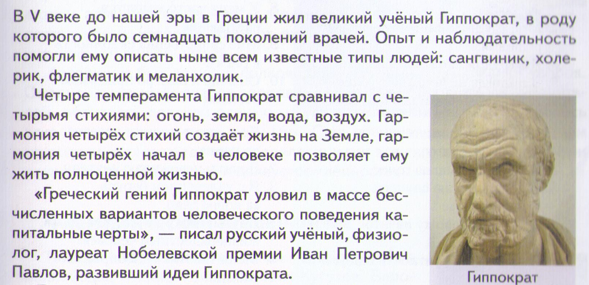 В V веке до нашей эры в Греции жил великий учёный Гиппократ, в роду
которого было семнадцать поколений врачей. Опыт и наблюдательность
помогли ему описать ныне всем известные типы людей: сангвиник, холе-
рик, флегматик и меланхолик.
Четыре темперамента Гиппократ сравнивал с че-
тырьмя стихиями: огонь, земля, вода, воздух. Гар-
мония четырёх стихий создаёт жизнь на Земле, гар-
мония четырёх начал в человеке позволяет ему
жить полноценной жизнью.
«Греческий гений Гиппократ уловил в массе бес-
численных вариантов человеческого поведения ка-
питальные черты», — писал русский учёный, физио-
лог, лауреат Нобелевской премии Иван Петрович
Павлов, развивший идеи Гиппократа.
Гиппократ